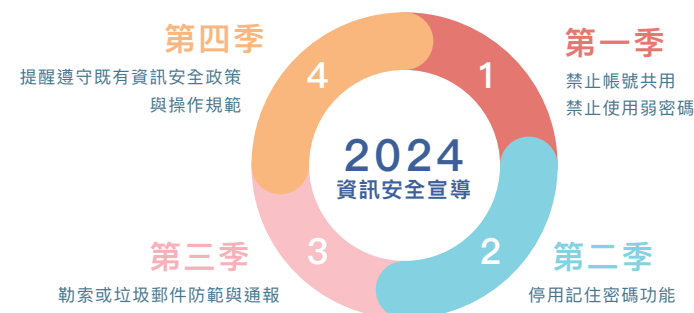 第四季
提醒遵守既有資訊安全政策
與操作規範
4
第一季
禁止帳號共用
禁止使用弱密碼
1
2024
資訊安全宣導
第三季
勒索或垃圾郵件防範與通報
3
第二季
停用記住密碼功能
2